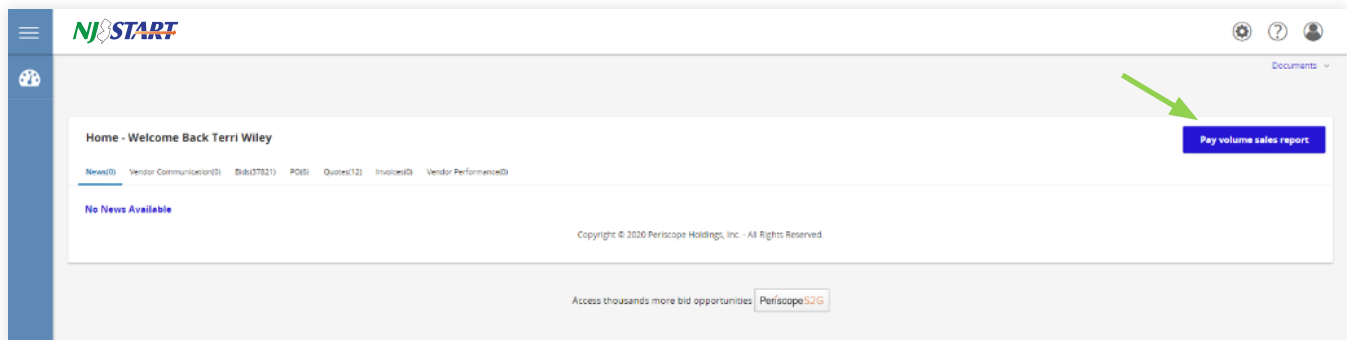 NJSTART
?
Documents
Home - Welcome Back Terri Wiley
Pay volume sales report
News(0) Vendor Communication(0) Bids(37821) PO(6) Quotes(12) Invoices(0) Vendor Performance(0)
No News Available
Copyright © 2020 Periscope Holdings, Inc. - All Rights Reserved.
Access thousands more bid opportunities PeriscopeS2G